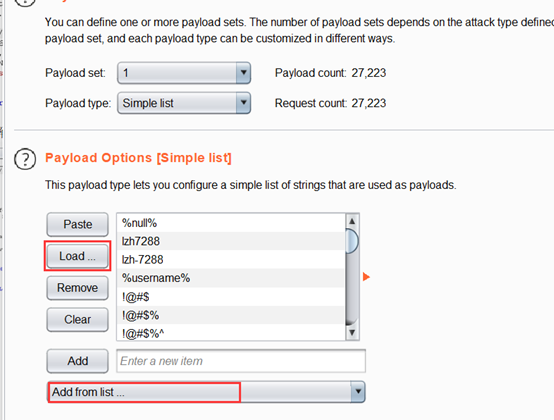 You can define one or more payload sets. The number of payload sets depends on the attack type defined
payload set, and each payload type can be customized in different ways.
Payload set: 1 Payload count: 27,223
Payload type: Simple list Request count: 27,223
? Payload Options [Simple list]
This payload type lets you configure a simple list of strings that are used as payloads.
Paste
Load ...
Remove
Clear
%null%
lzh7288
lzh-7288
%username%
!@#$
!@#$%
!@#$%^
Add Enter a new item
Add from list ...